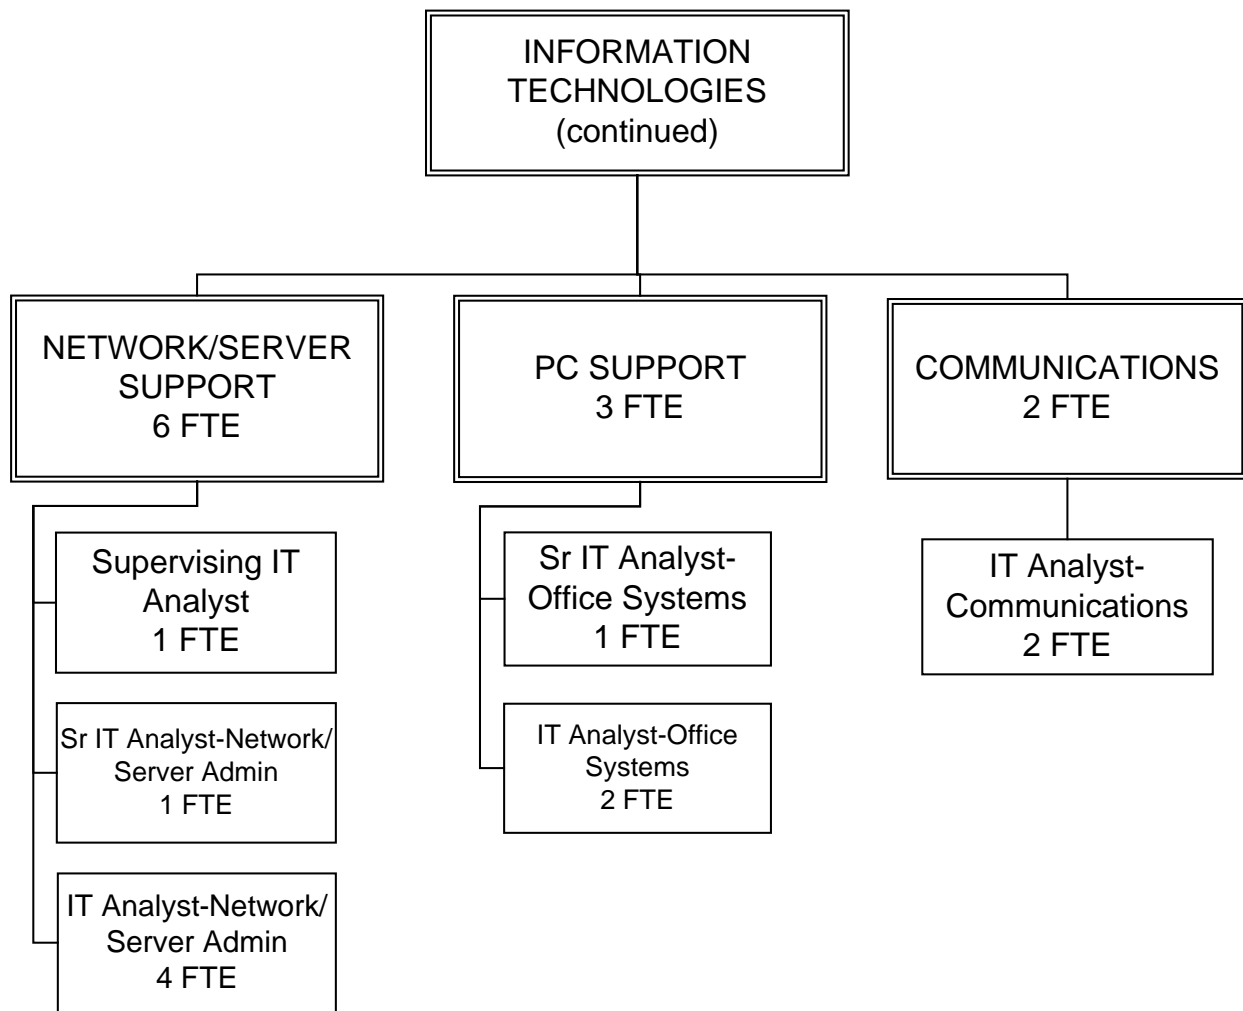 INFORMATION
TECHNOLOGIES
(continued)
NETWORK/SERVER
SUPPORT
6 FTE
PC SUPPORT
3 FTE
COMMUNICATIONS
2 FTE
Supervising IT
Analyst
1 FTE
Sr IT Analyst-Network/
Server Admin
1 FTE
IT Analyst-Network/
Server Admin
4 FTE
Sr IT Analyst-
Office Systems
1 FTE
IT Analyst-Office
Systems
2 FTE
IT Analyst-
Communications
2 FTE